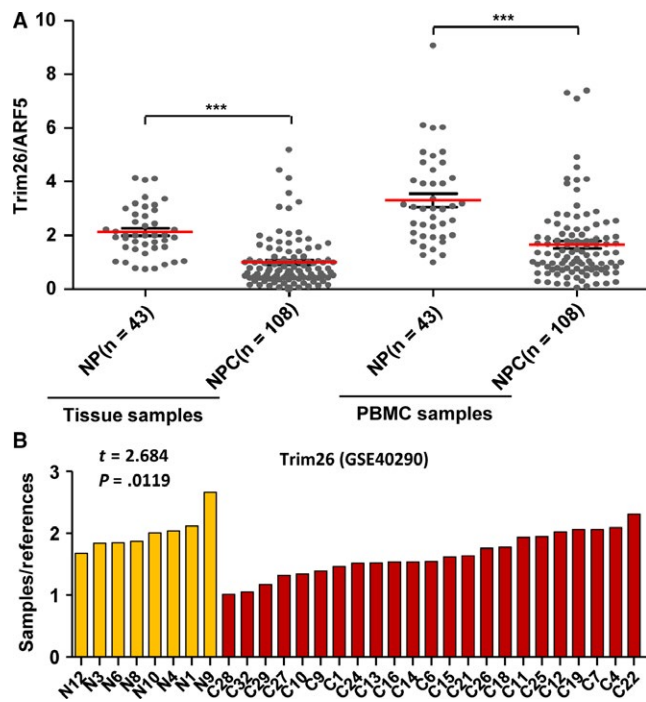 A
Trim26/ARF5
10
8
6
4
2
0
***
***
NP(n = 43)
NPC(n = 108)
NP(n = 43)
NPC(n = 108)
Tissue samples
PBMC samples
B
t = 2.684
P = .0119
Trim26 (GSE40290)
Samples/references
3
2
1
0
N12
N3
N6
N8
N10
N4
N1
N9
C28
C32
C29
C27
C10
C9
C1
C24
C13
C16
C14
C6
C15
C21
C26
C18
C11
C25
C12
C19
C7
C4
C22